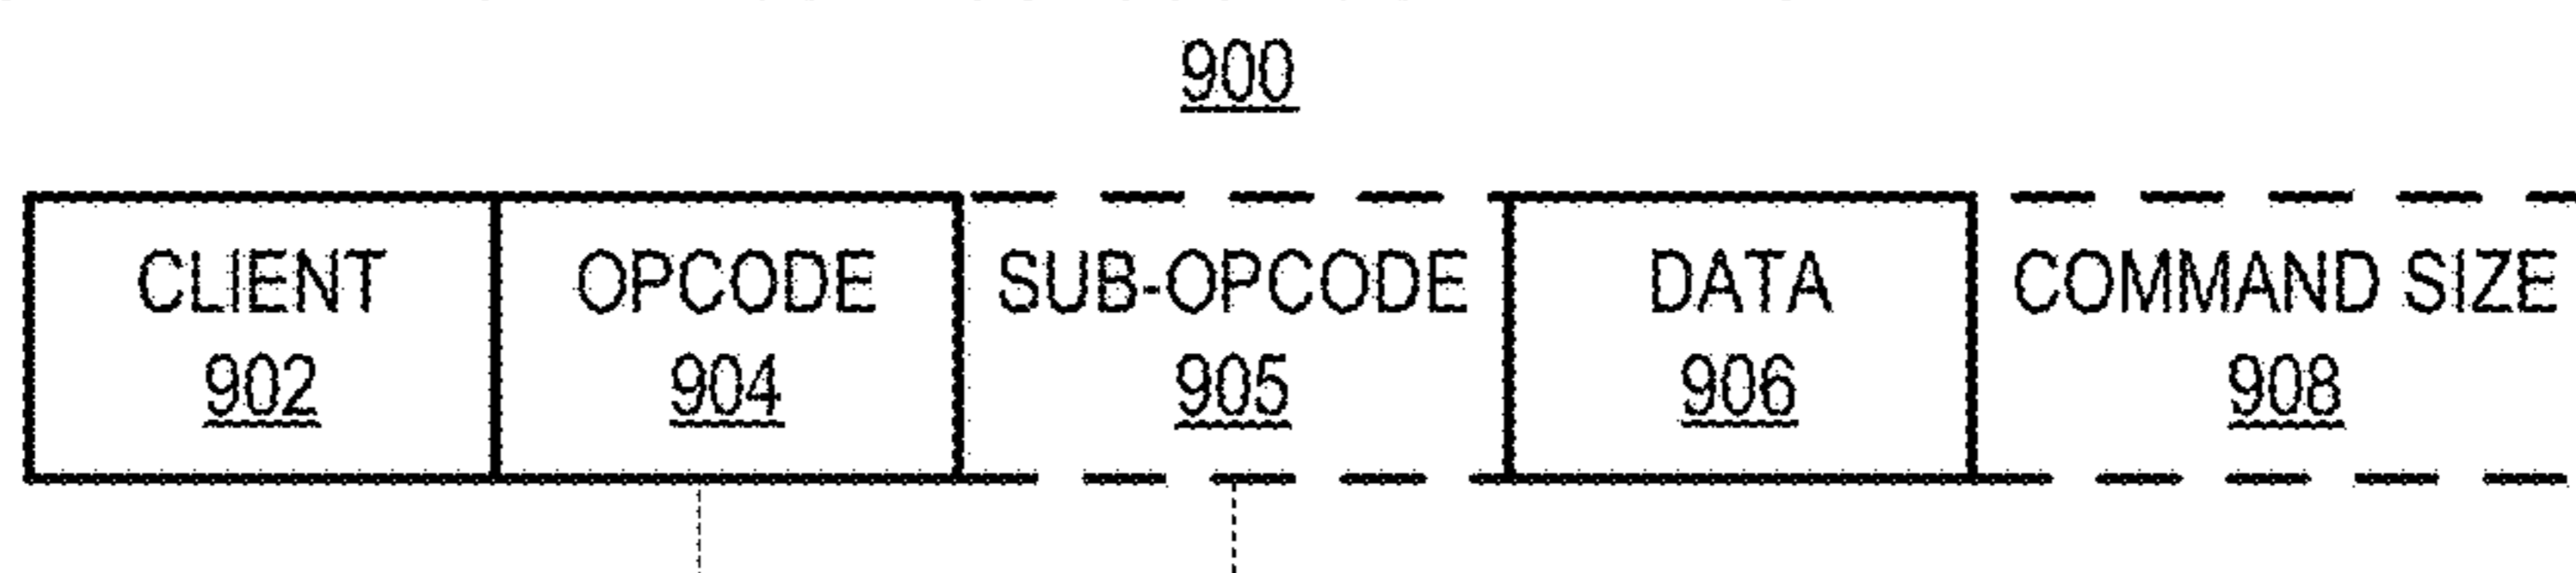 900
CLIENT OPCODE SUB-OPCODE DATA COMMAND SIZE
902 904 905 906 908